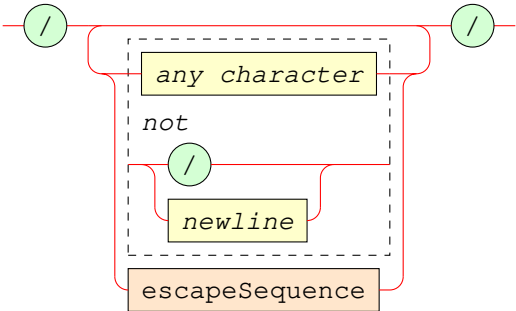 / /
any character
not
/
newline
escapeSequence